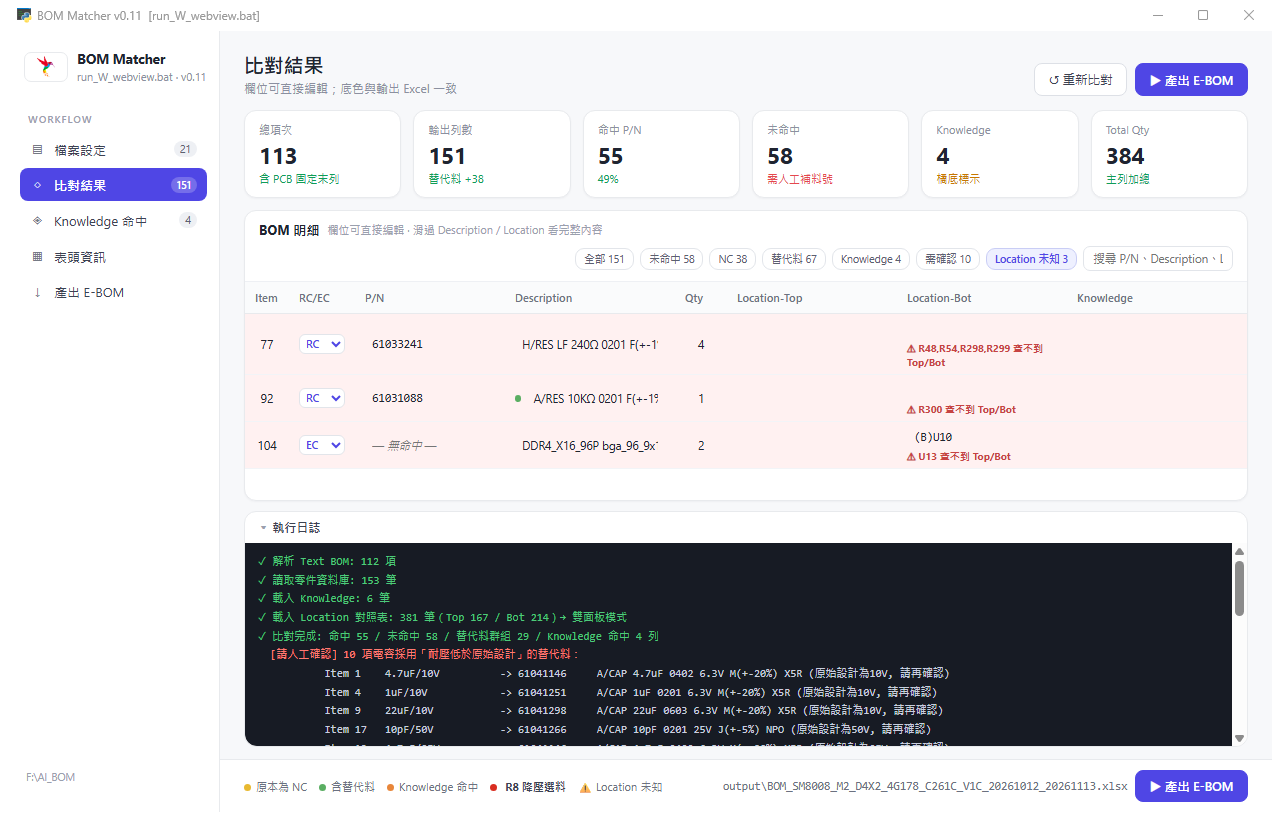 BOM Matcher v0.11 [run_W_webview.bat]
BOM Matcher
run_W_webview.bat · v0.11
WORKFLOW
檔案設定 21
比對結果 151
Knowledge 命中 4
表頭資訊
產出 E-BOM
F:\AI_BOM
比對結果
欄位可直接編輯；底色與輸出 Excel 一致
↺ 重新比對
▶ 產出 E-BOM
總項次
113
含 PCB 固定末列
輸出列數
151
替代料 +38
命中 P/N
55
49%
未命中
58
需人工補料號
Knowledge
4
橘底標示
Total Qty
384
主列加總
BOM 明細 欄位可直接編輯 · 滑過 Description / Location 看完整內容
全部 151 未命中 58 NC 38 替代料 67 Knowledge 4 需確認 10 Location 未知 3 搜尋 P/N、Description、L
Item RC/EC P/N Description Qty Location-Top Location-Bot Knowledge
77 RC 61033241 H/RES LF 240Ω 0201 F(+-1% 4
⚠ R48,R54,R298,R299 查不到
Top/Bot
92 RC 61031088 A/RES 10KΩ 0201 F(+-1% 1
⚠ R300 查不到 Top/Bot
104 EC — 無命中 — DDR4_X16_96P bga_96_9x1 2
(B)U10
⚠ U13 查不到 Top/Bot
執行日誌
✓ 解析 Text BOM: 112 項
✓ 讀取零件資料庫: 153 筆
✓ 載入 Knowledge: 6 筆
✓ 載入 Location 對照表: 381 筆（Top 167 / Bot 214）→ 雙面板模式
✓ 比對完成: 命中 55 / 未命中 58 / 替代料群組 29 / Knowledge 命中 4 列
[請人工確認] 10 項電容採用「耐壓低於原始設計」的替代料：
Item 1 4.7uF/10V -> 61041146 A/CAP 4.7uF 0402 6.3V M(+-20%) X5R (原始設計為10V, 請再確認)
Item 4 1uF/10V -> 61041251 A/CAP 1uF 0201 6.3V M(+-20%) X5R (原始設計為10V, 請再確認)
Item 9 22uF/10V -> 61041298 A/CAP 22uF 0603 6.3V M(+-20%) X5R (原始設計為10V, 請再確認)
Item 17 10pF/50V -> 61041266 A/CAP 10pF 0201 25V J(+-5%) NPO (原始設計為50V, 請再確認)
原本為 NC 含替代料 Knowledge 命中 R8 降壓選料 ⚠ Location 未知
output\BOM_SM8008_M2_D4X2_4G178_C261C_V1C_20261012_20261113.xlsx
▶ 產出 E-BOM